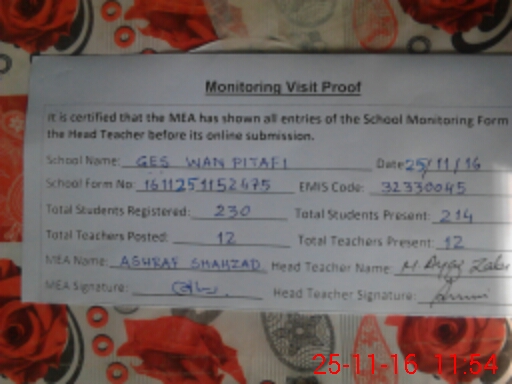 Monitoring Visit Proof
It is certified that the MEA has shown all entries of the School Monitoring Form
the Head Teacher before its online submission.
School Name: GES WAN PITAFI Date 25/11/16
School Form No: 1611251152475 EMIS Code: 32330045
Total Students Registered: 230 Total Students Present: 214
Total Teachers Posted: 12 Total Teachers Present: 12
MEA Name: ASHRAF SHAHZAD Head Teacher Name: M
MEA Signature: Head Teacher Signature:
25-11-16 11:54